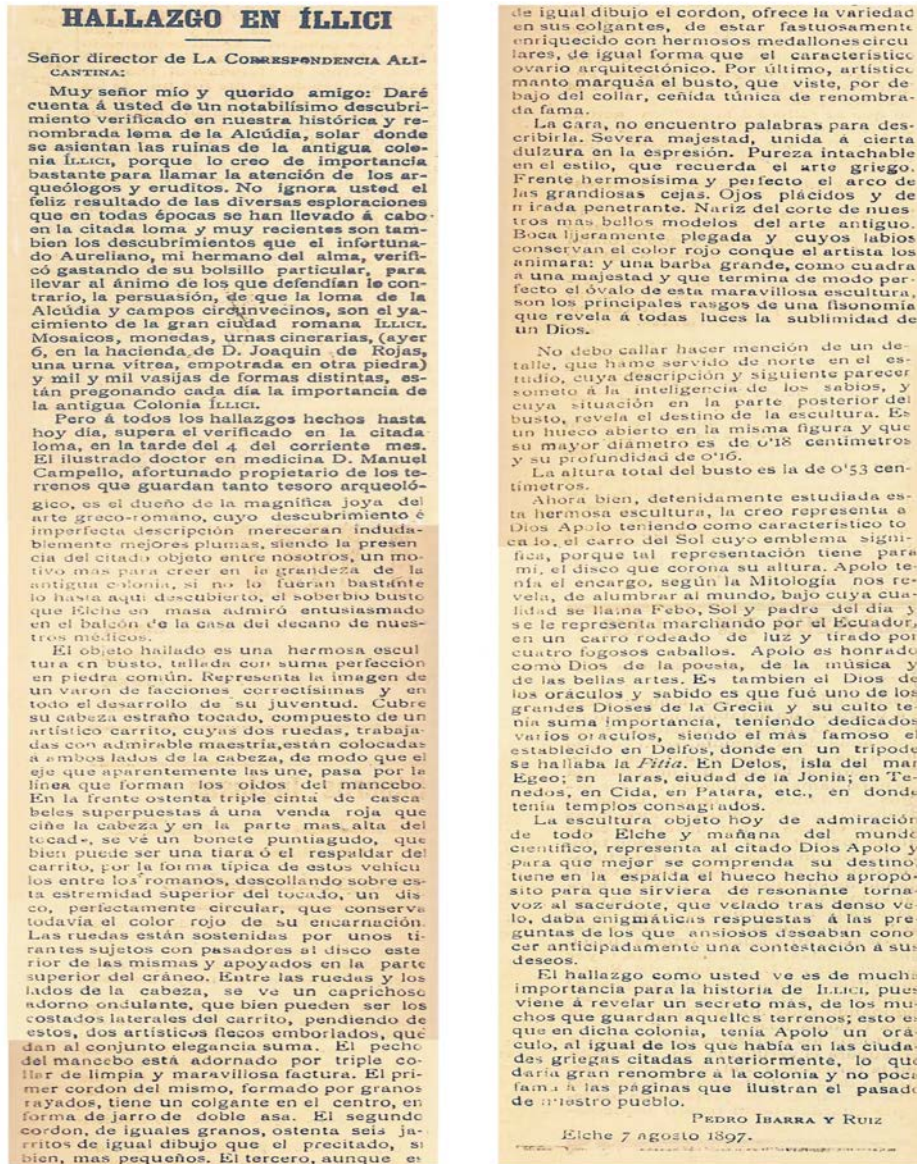 HALLAZGO EN ÍLLICI
Señor director de LA CORRESPONDENCIA ALI-
CANTINA:
Muy señor mío y querido amigo: Daré
cuenta á usted de un notabilísimo descubri-
miento verificado en nuestra histórica y re-
nombrada loma de la Alcúdia, solar donde
se asientan las ruinas de la antigua colo-
nia ÍLLICI, porque lo creo de importancia
bastante para llamar la atención de los ar-
queólogos y eruditos. No ignora usted el
feliz resultado de las diversas esploraciones
que en todas épocas se han llevado á cabo
en la citada loma y muy recientes son tam-
bien los descubrimientos que el infortuna-
do Aureliano, mi hermano del alma, verifi-
có gastando de su bolsillo particular, para
llevar al ánimo de los que defendían lo con-
trario, la persuasión, de que la loma de la
Alcúdia y campos circunvecinos, son el ya-
cimiento de la gran ciudad romana ILLICI.
Mosaicos, monedas, urnas cinerarias, (ayer
6, en la hacienda de D. Joaquin de Rojas,
una urna vítrea, empotrada en otra piedra)
y mil y mil vasijas de formas distintas, es-
tán pregonando cada día la importancia de
la antigua Colonia ÍLLICI.
Pero á todos los hallazgos hechos hasta
hoy día, supera el verificado en la citada
loma, en la tarde del 4 del corriente mes.
El ilustrado doctor en medicina D. Manuel
Campello, afortunado propietario de los te-
rrenos que guardan tanto tesoro arqueoló-
gico, es el dueño de la magnífica joya del
arte greco-romano, cuyo descubrimiento é
imperfecta descripción merecerán induda-
blemente mejores plumas, siendo la presen
cia del citado objeto entre nosotros, un mo-
tivo mas para creer en la grandeza de la
antigua colonia, si no lo fueran bastante
lo hasta aqui descubierto, el soberbio busto
que Elche en masa admiró entusiasmado
en el balcón de la casa del decano de nues-
tros médicos.
El objeto hallado es una hermosa escul
tura en busto, tallada con suma perfección
en piedra común. Representa la imagen de
un varon de facciones correctísimas y en
todo el desarrollo de su juventud. Cubre
su cabeza estraño tocado, compuesto de un
artístico carrito, cuyas dos ruedas, trabaja-
das con admirable maestría, están colocadas
á ambos lados de la cabeza, de modo que el
eje que aparentemente las une, pasa por la
línea que forman los oidos del mancebo.
En la frente ostenta triple cinta de casca
beles superpuestas á una venda roja que
ciñe la cabeza y en la parte mas alta del
tocado, se vé un bonete puntiagudo, que
bien puede ser una tiara ó el respaldar del
carrito, por la forma típica de estos vehícu
los entre los romanos, descollando sobre es-
ta estremidad superior del tocado, un dis
co, perfectamente circular, que conserva
todavía el color rojo de su encarnación.
Las ruedas están sostenidas por unos ti-
rantes sujetos con pasadores al disco este
rior de las mismas y apoyados en la parte
superior del cráneo. Entre las ruedas y los
lados de la cabeza, se ve un caprichoso
adorno ondulante, que bien pueden ser los
costados laterales del carrito, pendiendo de
estos, dos artísticos flecos emborlados, que
dan al conjunto elegancia suma. El pecho
del mancebo está adornado por triple co-
llar de limpia y maravillosa factura. El pri-
mer cordon del mismo, formado por granos
rayados, tiene un colgante en el centro, en
forma de jarro de doble asa. El segundo
cordon, de iguales granos, ostenta seis ja-
rritos de igual dibujo que el precitado, si
bien, mas pequeños. El tercero, aunque es
de igual dibujo el cordon, ofrece la variedad
en sus colgantes, de estar fastuosamente
enriquecido con hermosos medallones circu
lares, de igual forma que el característico
ovario arquitectónico. Por último, artístico
manto marquéa el busto, que viste, por de-
bajo del collar, ceñida túnica de renombra-
da fama.
La cara, no encuentro palabras para des-
cribirla. Severa majestad, unida á cierta
dulzura en la espresión. Pureza intachable
en el estilo, que recuerda el arte griego.
Frente hermosísima y perfecto el arco de
las grandiosas cejas. Ojos plácidos y de
mirada penetrante. Nariz del corte de nues
tros mas bellos modelos del arte antiguo.
Boca lijeramente plegada y cuyos labios
conservan el color rojo conque el artista los
animara: y una barba grande, como cuadra
á una majestad y que termina de modo per-
fecto el óvalo de esta maravillosa escultura,
son los principales rasgos de una fisonomía
que revela á todas luces la sublimidad de
un Dios.
No debo callar hacer mención de un de-
talle, que hame servido de norte en el es-
tudio, cuya descripción y siguiente parecer
someto á la inteligencia de los sabios, y
cuya situación en la parte posterior del
busto, revela el destino de la escultura. Es
un hueco abierto en la misma figura y que
su mayor diámetro es de 0'18 centímetros
y su profundidad de 0'16.
La altura total del busto es la de 0'53 cen-
tímetros.
Ahora bien, detenidamente estudiada es-
ta hermosa escultura, la creo representa a
Dios Apolo teniendo como característico to
cado, el carro del Sol cuyo emblema signi-
fica, porque tal representación tiene para
mi, el disco que corona su altura. Apolo te-
nía el encargo, según la Mitología nos re-
vela, de alumbrar al mundo, bajo cuya cua-
lidad se llama Febo, Sol y padre del día y
se le representa marchando por el Ecuador,
en un carro rodeado de luz y tirado por
cuatro fogosos caballos. Apolo es honrado
como Dios de la poesía, de la música y
de las bellas artes. Es tambien el Dios de
los oráculos y sabido es que fué uno de los
grandes Dioses de la Grecia y su culto te-
nía suma importancia, teniendo dedicados
varios oraculos, siendo el más famoso el
establecido en Delfos, donde en un trípode
se hallaba la Fitia. En Delos, isla del mar
Egeo; en laras, eiudad de la Jonia; en Te-
nedos, en Cida, en Patara, etc., en donde
tenía templos consagrados.
La escultura objeto hoy de admiración
de todo Elche y mañana del mundo
científico, representa al citado Dios Apolo y
para que mejor se comprenda su destino,
tiene en la espalda el hueco hecho apropó-
sito para que sirviera de resonante torna-
voz al sacerdote, que velado tras denso ve-
lo, daba enigmáticas respuestas á las pre
guntas de los que ansiosos deseaban cono
cer anticipadamente una contestación á sus
deseos.
El hallazgo como usted ve es de mucha
importancia para la historia de ILLICI, pues
viene á revelar un secreto más, de los mu-
chos que guardan aquellos terrenos; esto es
que en dicha colonia, tenía Apolo un orá-
culo, al igual de los que había en las ciuda-
des griegas citadas anteriormente, lo que
daría gran renombre á la colonia y no poca
fama á las páginas que ilustran el pasado
de nuestro pueblo.
PEDRO IBARRA Y RUIZ
Elche 7 agosto 1897.